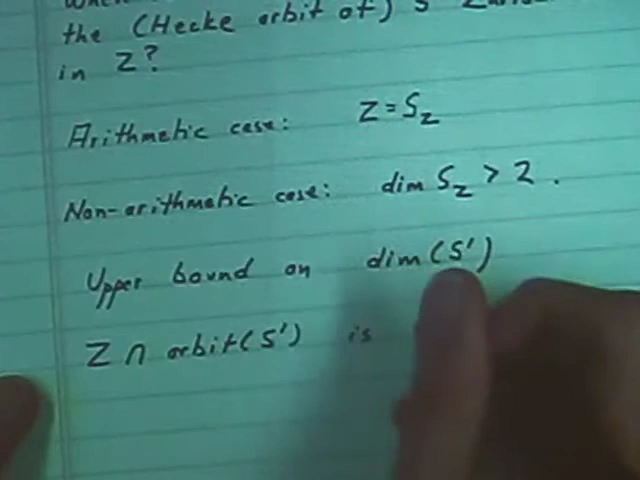 the (Hecke orbit of) S
in Z?
Arithmetic case: Z = S_Z
Non-arithmetic case: dim S_Z > 2.
Upper bound on dim(S')
Z ∩ orbit(S') is